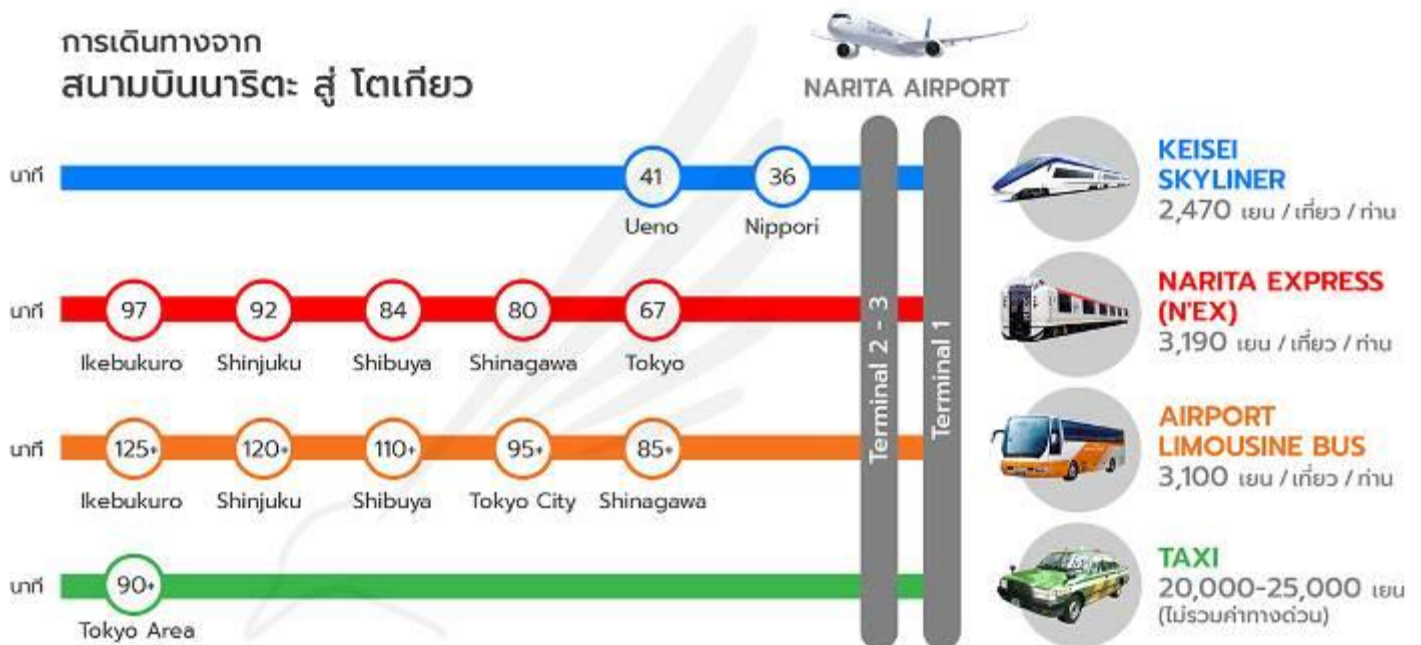 การเดินทางจาก
สนามบินนาริตะ สู่ โตเกียว
NARITA AIRPORT
Terminal 2 - 3
Terminal 1
นาที
41
36
Ueno
Nippori
KEISEI
SKYLINER
2,470 เยน / เที่ยว / ท่าน
นาที
97
92
84
80
67
Ikebukuro
Shinjuku
Shibuya
Shinagawa
Tokyo
NARITA EXPRESS
(N'EX)
3,190 เยน / เที่ยว / ท่าน
นาที
125+
120+
110+
95+
85+
Ikebukuro
Shinjuku
Shibuya
Tokyo City
Shinagawa
AIRPORT
LIMOUSINE BUS
3,100 เยน / เที่ยว / ท่าน
นาที
90+
Tokyo Area
TAXI
20,000-25,000 เยน
(ไม่รวมค่าทางด่วน)